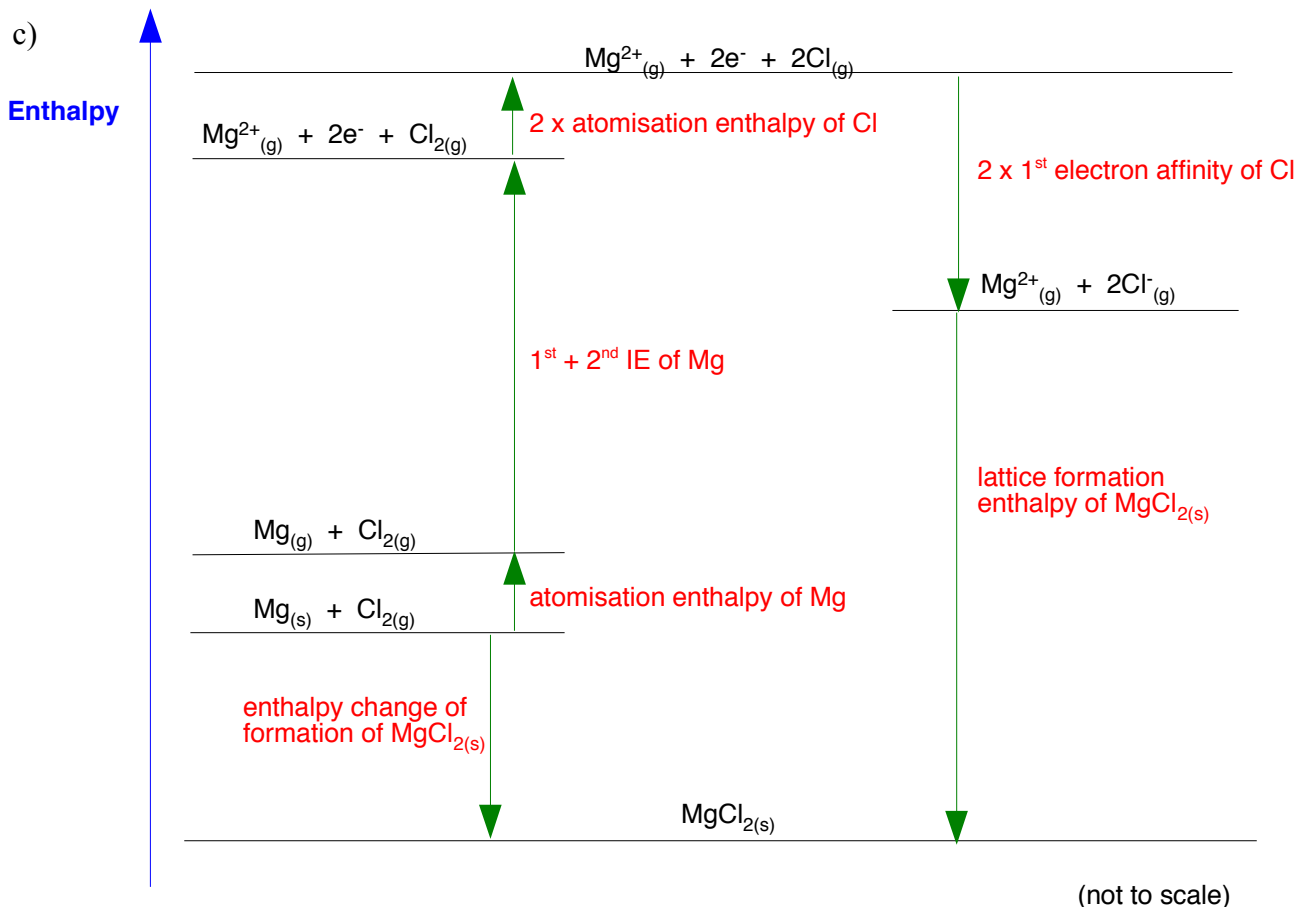 c)
Mg²⁺(g) + 2e⁻ + 2Cl(g)
Enthalpy
2 x atomisation enthalpy of Cl
Mg²⁺(g) + 2e⁻ + Cl₂(g)
2 x 1ˢᵗ electron affinity of Cl
Mg²⁺(g) + 2Cl⁻(g)
1ˢᵗ + 2ⁿᵈ IE of Mg
lattice formation
enthalpy of MgCl₂(s)
Mg(g) + Cl₂(g)
atomisation enthalpy of Mg
Mg(s) + Cl₂(g)
enthalpy change of
formation of MgCl₂(s)
MgCl₂(s)
(not to scale)